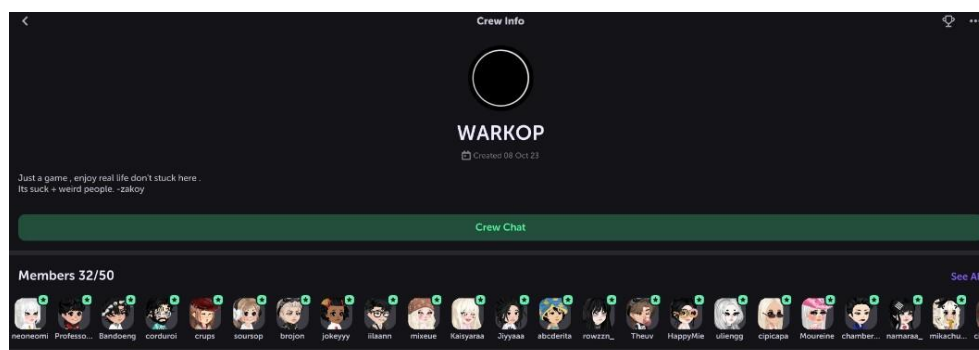 Crew Info
WARKOP
Created 08 Oct 23
Just a game , enjoy real life don't stuck here .
Its suck + weird people. -zakoy
Crew Chat
Members 32/50
See Al
neoneomi Professo... Bandoeng corduroi crups soursop brojon jokeyyy iilaann mixeue Kaisyaraa Jiyyaaa abcderita rowzzn_ Theuv HappyMie uliengg cipicapa Moureine chamber... namaraa_ mikachu...